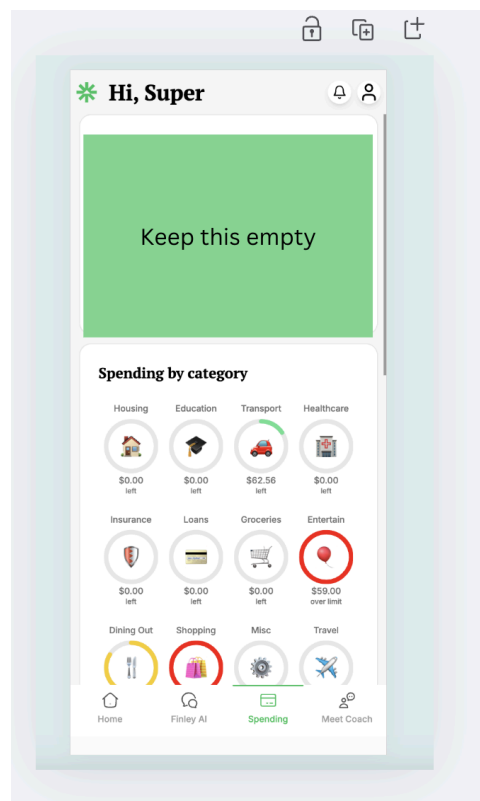 Hi, Super
Keep this empty
Spending by category
Housing Education Transport Healthcare
$0.00 $0.00 $62.56 $0.00
left left left left
Insurance Loans Groceries Entertain
$0.00 $0.00 $0.00 $59.00
left left left over limit
Dining Out Shopping Misc Travel
Home Finley AI Spending Meet Coach